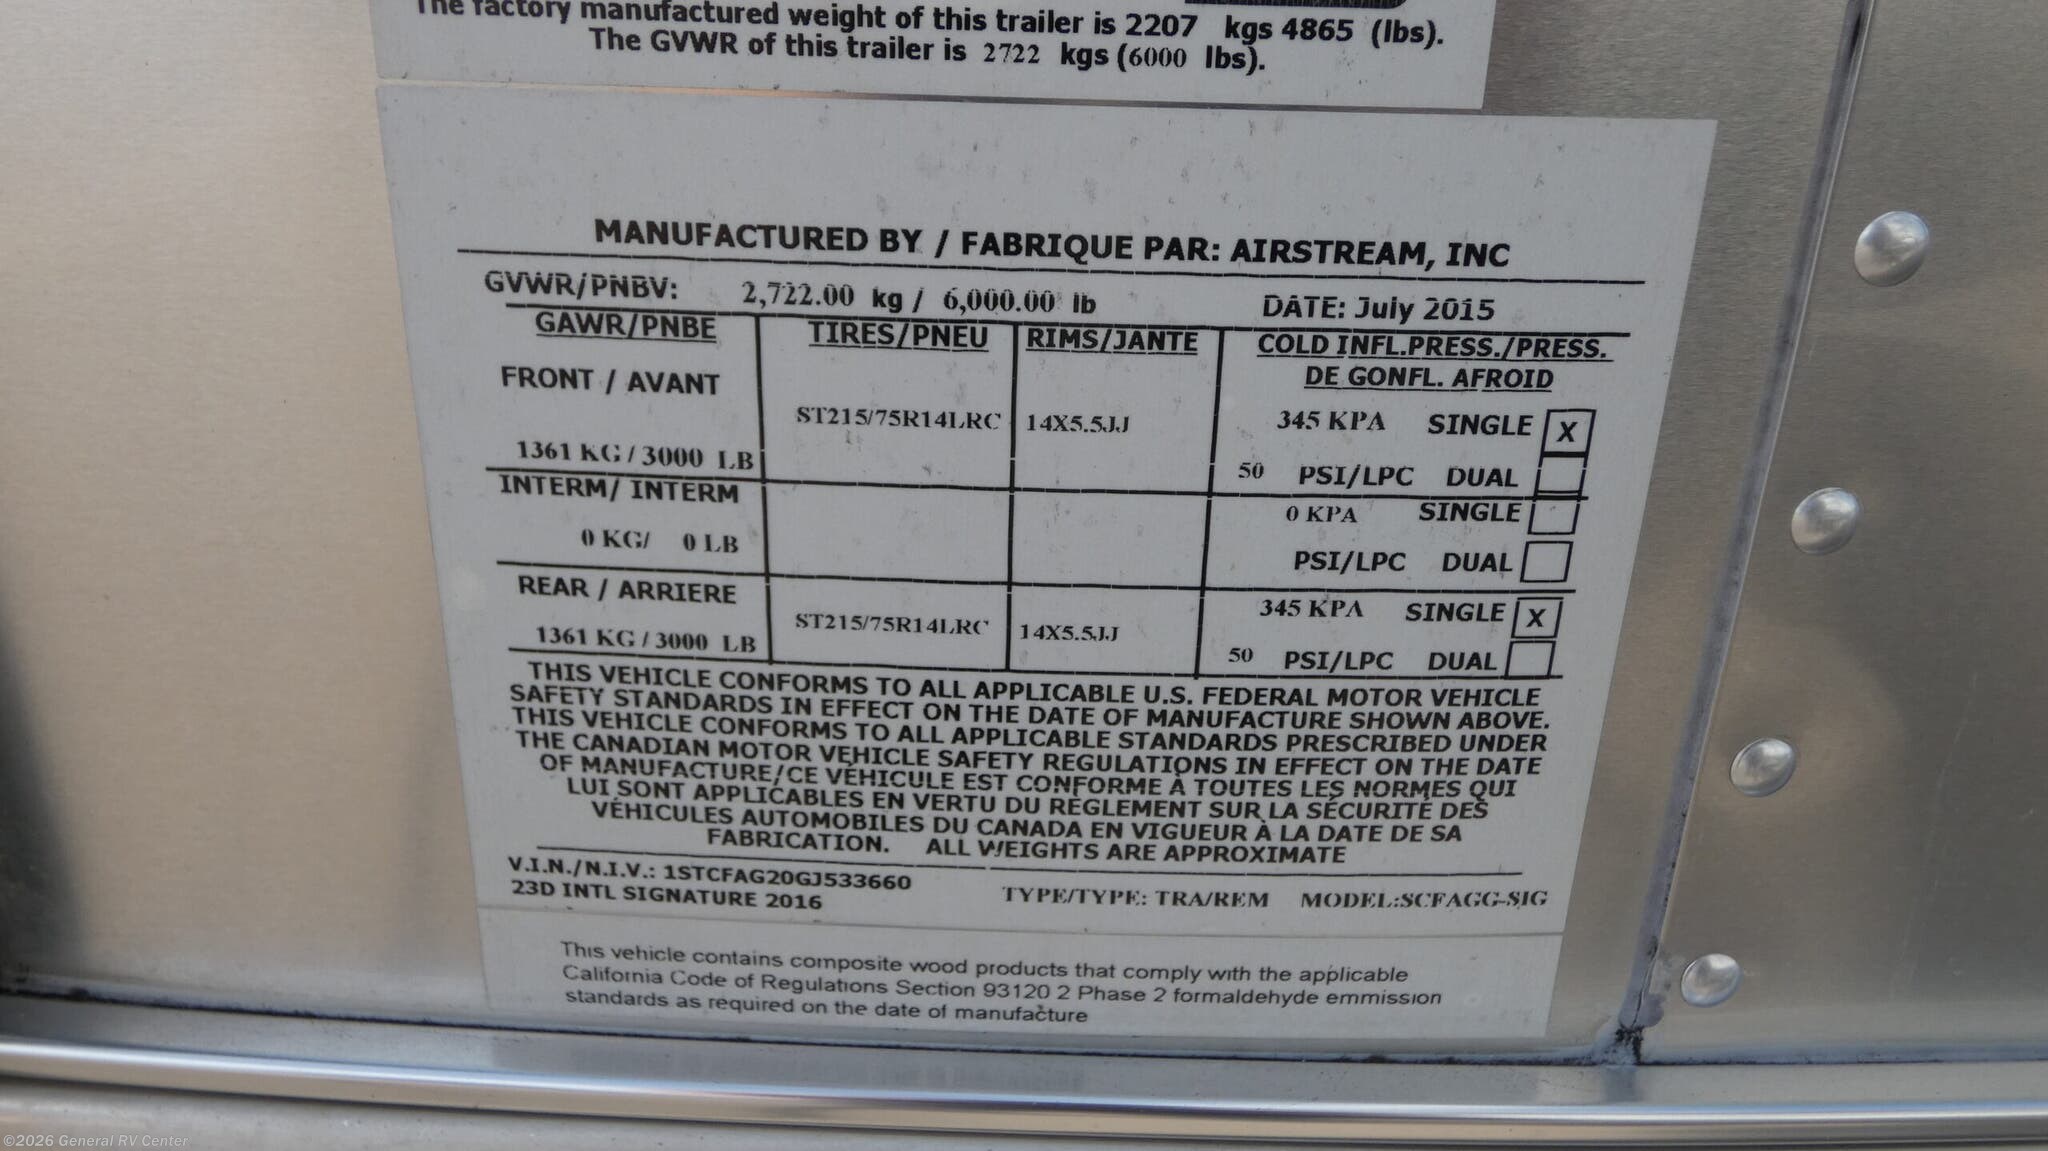 The factory manufactured weight of this trailer is 2207 kgs 4865 (lbs).
The GVWR of this trailer is 2722 kgs (6000 lbs).
MANUFACTURED BY / FABRIQUE PAR: AIRSTREAM, INC
GVWR/PNBV: 2,722.00 kg / 6,000.00 lb DATE: July 2015
GAWR/PNBE TIRES/PNEU RIMS/JANTE COLD INFL.PRESS./PRESS.
DE GONFL. AFROID
FRONT / AVANT
ST215/75R14LRC 14X5.5JJ 345 KPA SINGLE X
1361 KG / 3000 LB 50 PSI/LPC DUAL
INTERM/ INTERM 0 KPA SINGLE
0 KG/ 0 LB PSI/LPC DUAL
REAR / ARRIERE 345 KPA SINGLE X
ST215/75R14LRC 14X5.5JJ
1361 KG / 3000 LB 50 PSI/LPC DUAL
THIS VEHICLE CONFORMS TO ALL APPLICABLE U.S. FEDERAL MOTOR VEHICLE
SAFETY STANDARDS IN EFFECT ON THE DATE OF MANUFACTURE SHOWN ABOVE.
THIS VEHICLE CONFORMS TO ALL APPLICABLE STANDARDS PRESCRIBED UNDER
THE CANADIAN MOTOR VEHICLE SAFETY REGULATIONS IN EFFECT ON THE DATE
OF MANUFACTURE/CE VÉHICULE EST CONFORME À TOUTES LES NORMES QUI
LUI SONT APPLICABLES EN VERTU DU RÈGLEMENT SUR LA SÉCURITÉ DES
VÉHICULES AUTOMOBILES DU CANADA EN VIGUEUR À LA DATE DE SA
FABRICATION. ALL WEIGHTS ARE APPROXIMATE
V.I.N./N.I.V.: 1STCFAG20GJ533660
23D INTL SIGNATURE 2016 TYPE/TYPE: TRA/REM MODEL:SCFAGG-SIG
This vehicle contains composite wood products that comply with the applicable
California Code of Regulations Section 93120 2 Phase 2 formaldehyde emmission
standards as required on the date of manufacture
©2026 General RV Center